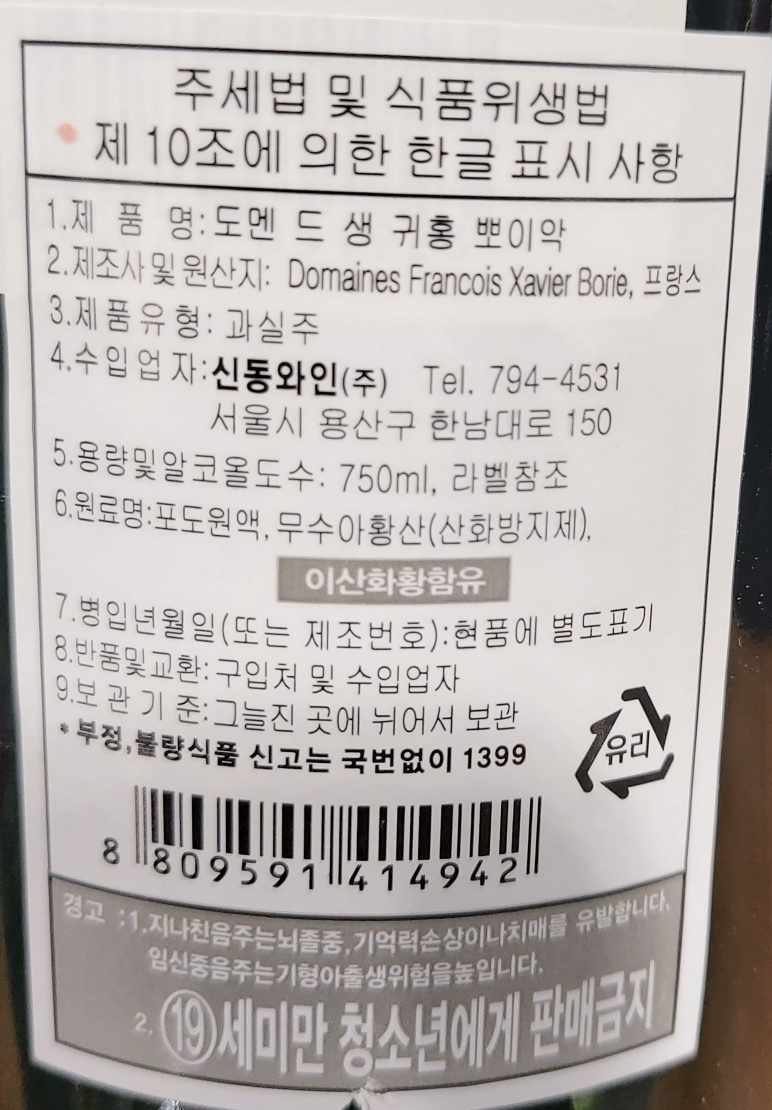 주세법 및 식품위생법
제 10조에 의한 한글 표시 사항
1.제 품 명:도멘 드 생 귀홍 뽀이악
2.제조사및원산지: Domaines Francois Xavier Borie, 프랑스
3.제품유형: 과실주
4.수입업자:신동와인(주) Tel. 794-4531
서울시 용산구 한남대로 150
5.용량및알코올도수: 750ml, 라벨참조
6.원료명:포도원액, 무수아황산(산화방지제),
이산화황함유
7.병입년월일(또는 제조번호):현품에 별도표기
8.반품및교환:구입처 및 수입업자
9.보관기준:그늘진 곳에 뉘어서 보관
* 부정,불량식품 신고는 국번없이 1399
유리
8 809591 414942
경고 :1.지나친음주는뇌졸중,기억력손상이나치매를 유발합니다.
임신중음주는기형아출생위험을높입니다.
2. ⑲세미만 청소년에게 판매금지